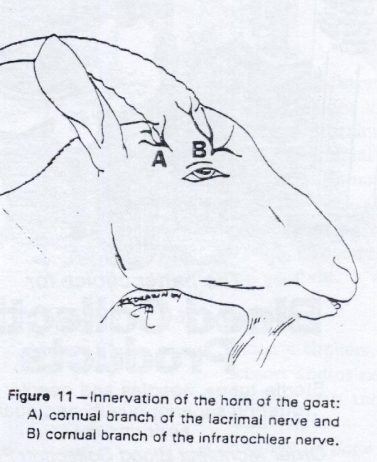 A B
Figure 11—Innervation of the horn of the goat:
A) cornual branch of the lacrimal nerve and
B) cornual branch of the infratrochlear nerve.